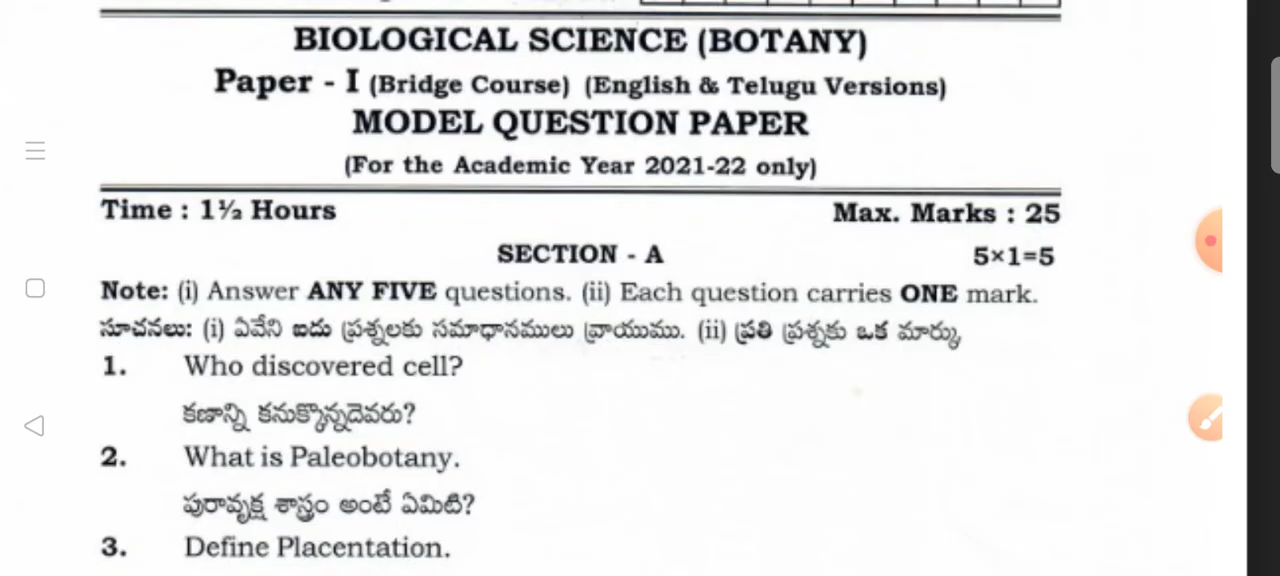 BIOLOGICAL SCIENCE (BOTANY)
Paper - I (Bridge Course) (English & Telugu Versions)
MODEL QUESTION PAPER
(For the Academic Year 2021-22 only)
Time : 1½ Hours Max. Marks : 25
SECTION - A 5×1=5
Note: (i) Answer ANY FIVE questions. (ii) Each question carries ONE mark.
సూచనలు: (i) ఏవేని ఐదు ప్రశ్నలకు సమాధానములు వ్రాయుము. (ii) ప్రతి ప్రశ్నకు ఒక మార్కు
1. Who discovered cell?
కణాన్ని కనుక్కొన్నదెవరు?
2. What is Paleobotany.
పురావృక్ష శాస్త్రం అంటే ఏమిటి?
3. Define Placentation.